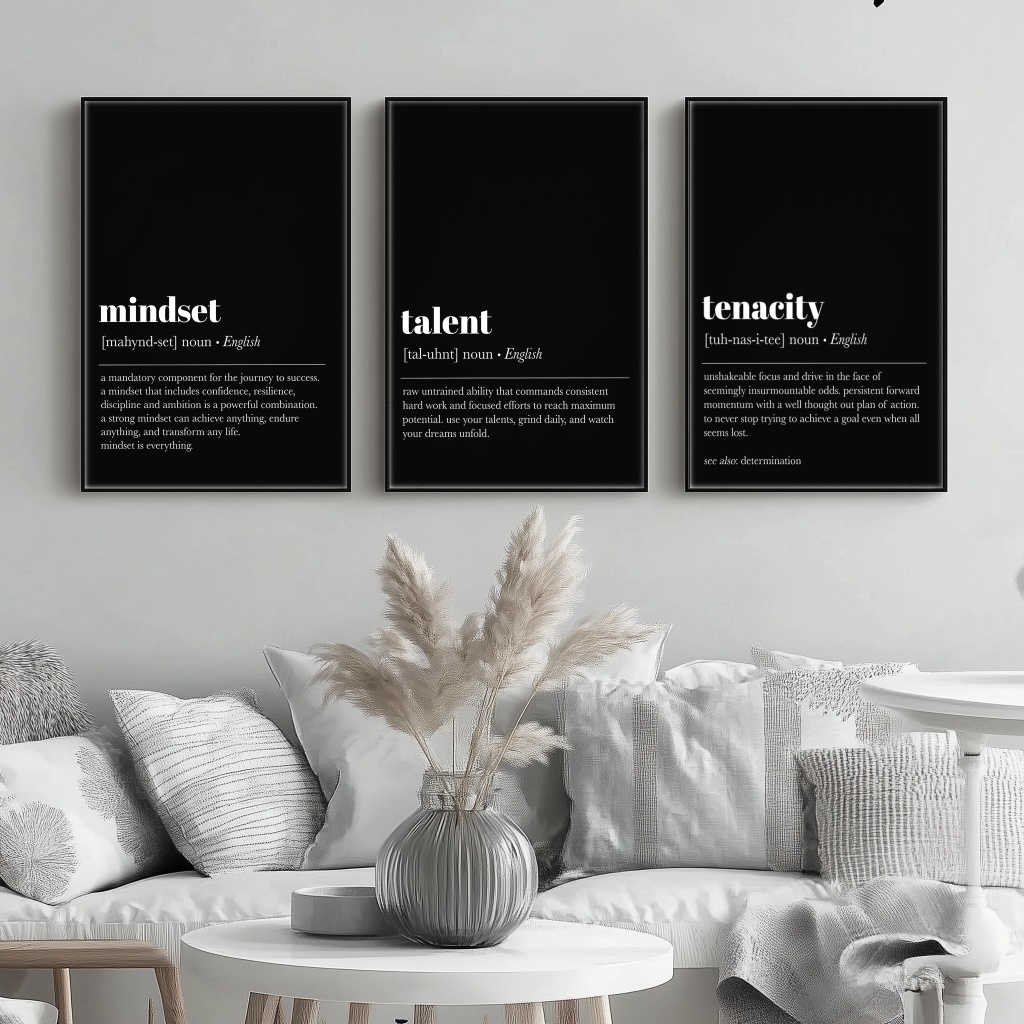 mindset
[mahynd-set] noun • English
a mandatory component for the journey to success.
a mindset that includes confidence, resilience,
discipline and ambition is a powerful combination.
a strong mindset can achieve anything, endure
anything, and transform any life.
mindset is everything.
talent
[tal-uhnt] noun • English
raw untrained ability that commands consistent
hard work and focused efforts to reach maximum
potential. use your talents, grind daily, and watch
your dreams unfold.
tenacity
[tuh-nas-i-tee] noun • English
unshakeable focus and drive in the face of
seemingly insurmountable odds. persistent forward
momentum with a well thought out plan of action.
to never stop trying to achieve a goal even when all
seems lost.
see also: determination